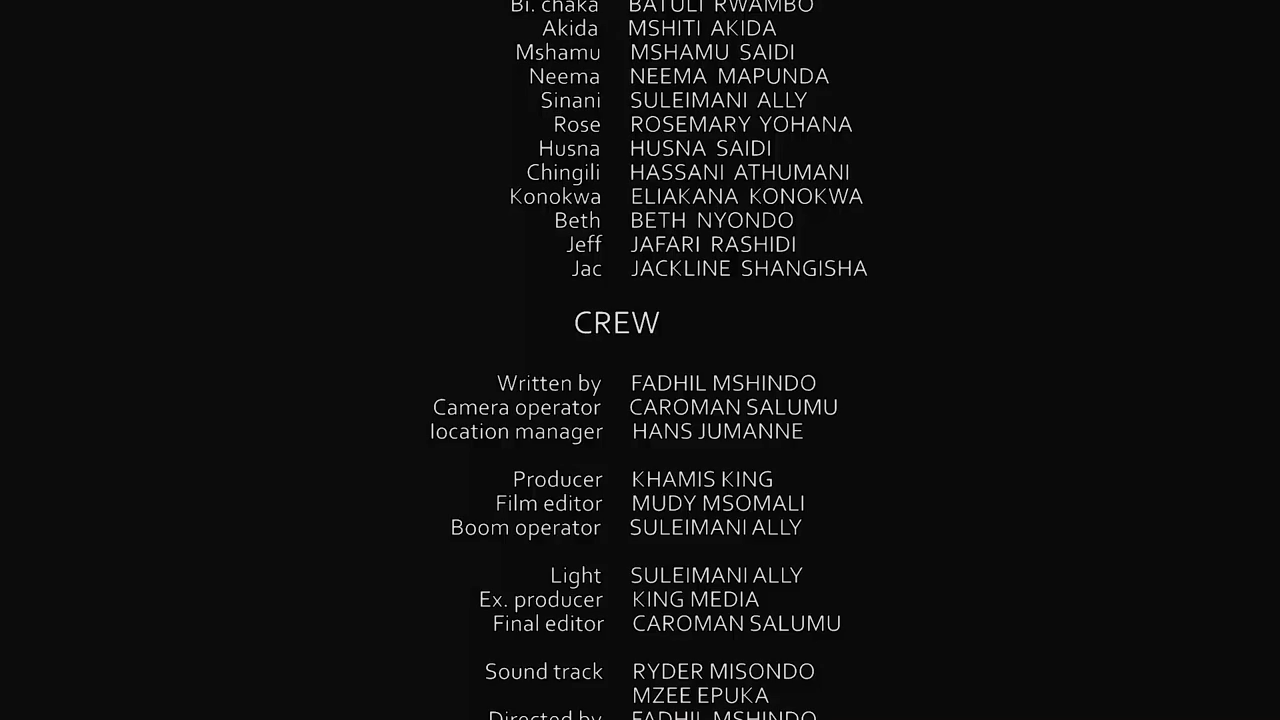 Bi. chaka BATULI RWAMBO
Akida MSHITI AKIDA
Mshamu MSHAMU SAIDI
Neema NEEMA MAPUNDA
Sinani SULEIMANI ALLY
Rose ROSEMARY YOHANA
Husna HUSNA SAIDI
Chingili HASSANI ATHUMANI
Konokwa ELIAKANA KONOKWA
Beth BETH NYONDO
Jeff JAFARI RASHIDI
Jac JACKLINE SHANGISHA
CREW
Written by FADHIL MSHINDO
Camera operator CAROMAN SALUMU
location manager HANS JUMANNE
Producer KHAMIS KING
Film editor MUDY MSOMALI
Boom operator SULEIMANI ALLY
Light SULEIMANI ALLY
Ex. producer KING MEDIA
Final editor CAROMAN SALUMU
Sound track RYDER MISONDO
MZEE EPUKA
Directed by FADHIL MSHINDO